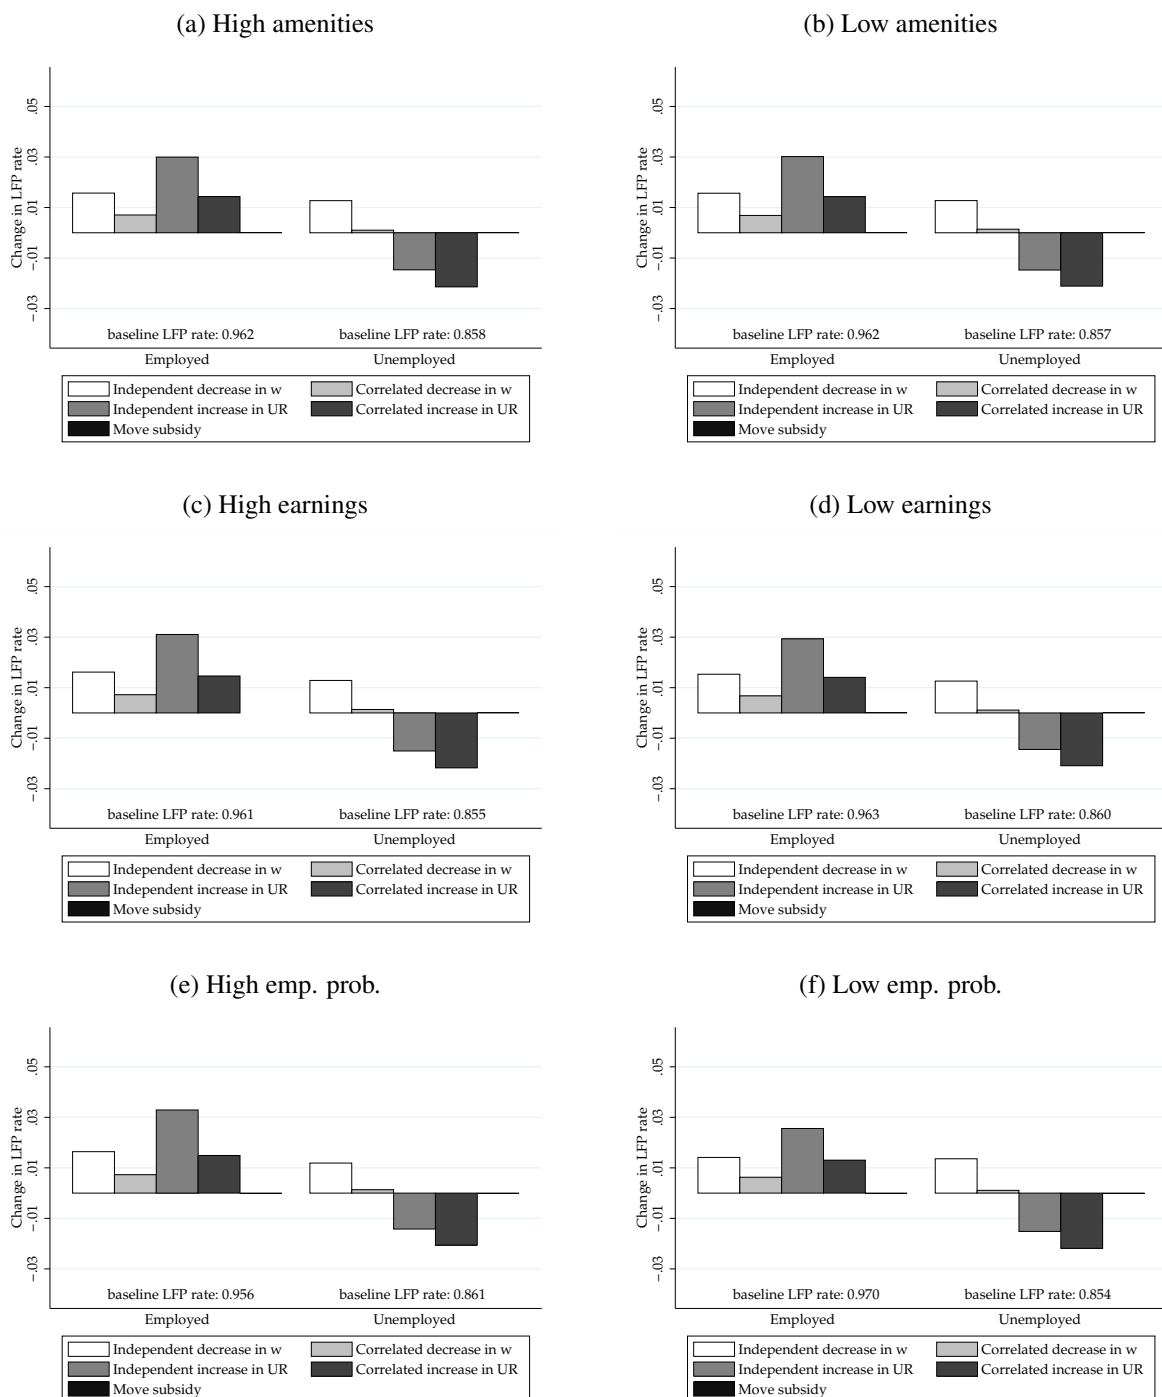 (a) High amenities
Change in LFP rate
.05
.03
.01
-.01
-.03
baseline LFP rate: 0.962
baseline LFP rate: 0.858
Employed
Unemployed
Independent decrease in w
Correlated decrease in w
Independent increase in UR
Correlated increase in UR
Move subsidy
(b) Low amenities
Change in LFP rate
.05
.03
.01
-.01
-.03
baseline LFP rate: 0.962
baseline LFP rate: 0.857
Employed
Unemployed
Independent decrease in w
Correlated decrease in w
Independent increase in UR
Correlated increase in UR
Move subsidy
(c) High earnings
Change in LFP rate
.05
.03
.01
-.01
-.03
baseline LFP rate: 0.961
baseline LFP rate: 0.855
Employed
Unemployed
Independent decrease in w
Correlated decrease in w
Independent increase in UR
Correlated increase in UR
Move subsidy
(d) Low earnings
Change in LFP rate
.05
.03
.01
-.01
-.03
baseline LFP rate: 0.963
baseline LFP rate: 0.860
Employed
Unemployed
Independent decrease in w
Correlated decrease in w
Independent increase in UR
Correlated increase in UR
Move subsidy
(e) High emp. prob.
Change in LFP rate
.05
.03
.01
-.01
-.03
baseline LFP rate: 0.956
baseline LFP rate: 0.861
Employed
Unemployed
Independent decrease in w
Correlated decrease in w
Independent increase in UR
Correlated increase in UR
Move subsidy
(f) Low emp. prob.
Change in LFP rate
.05
.03
.01
-.01
-.03
baseline LFP rate: 0.970
baseline LFP rate: 0.854
Employed
Unemployed
Independent decrease in w
Correlated decrease in w
Independent increase in UR
Correlated increase in UR
Move subsidy